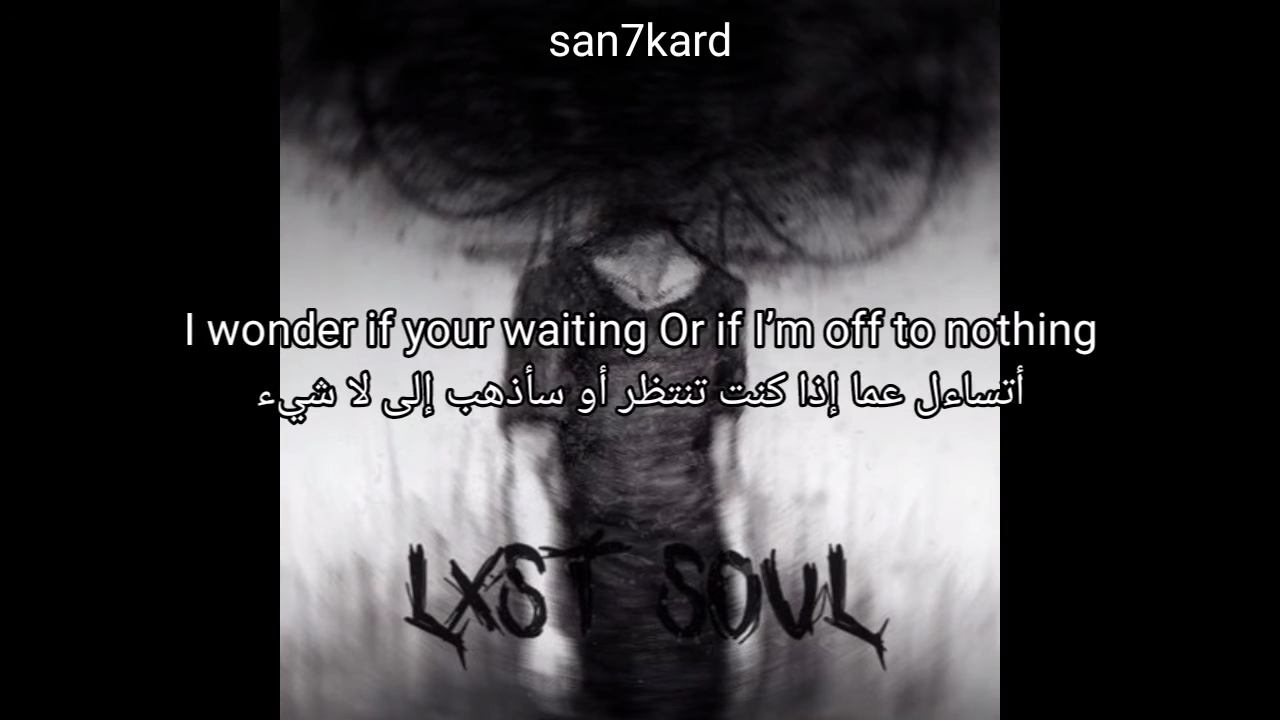 san7kard
I wonder if your waiting Or if I’m off to nothing
أتساءل عما إذا كنت تنتظر أو سأذهب إلى لا شيء
LXST SOUL